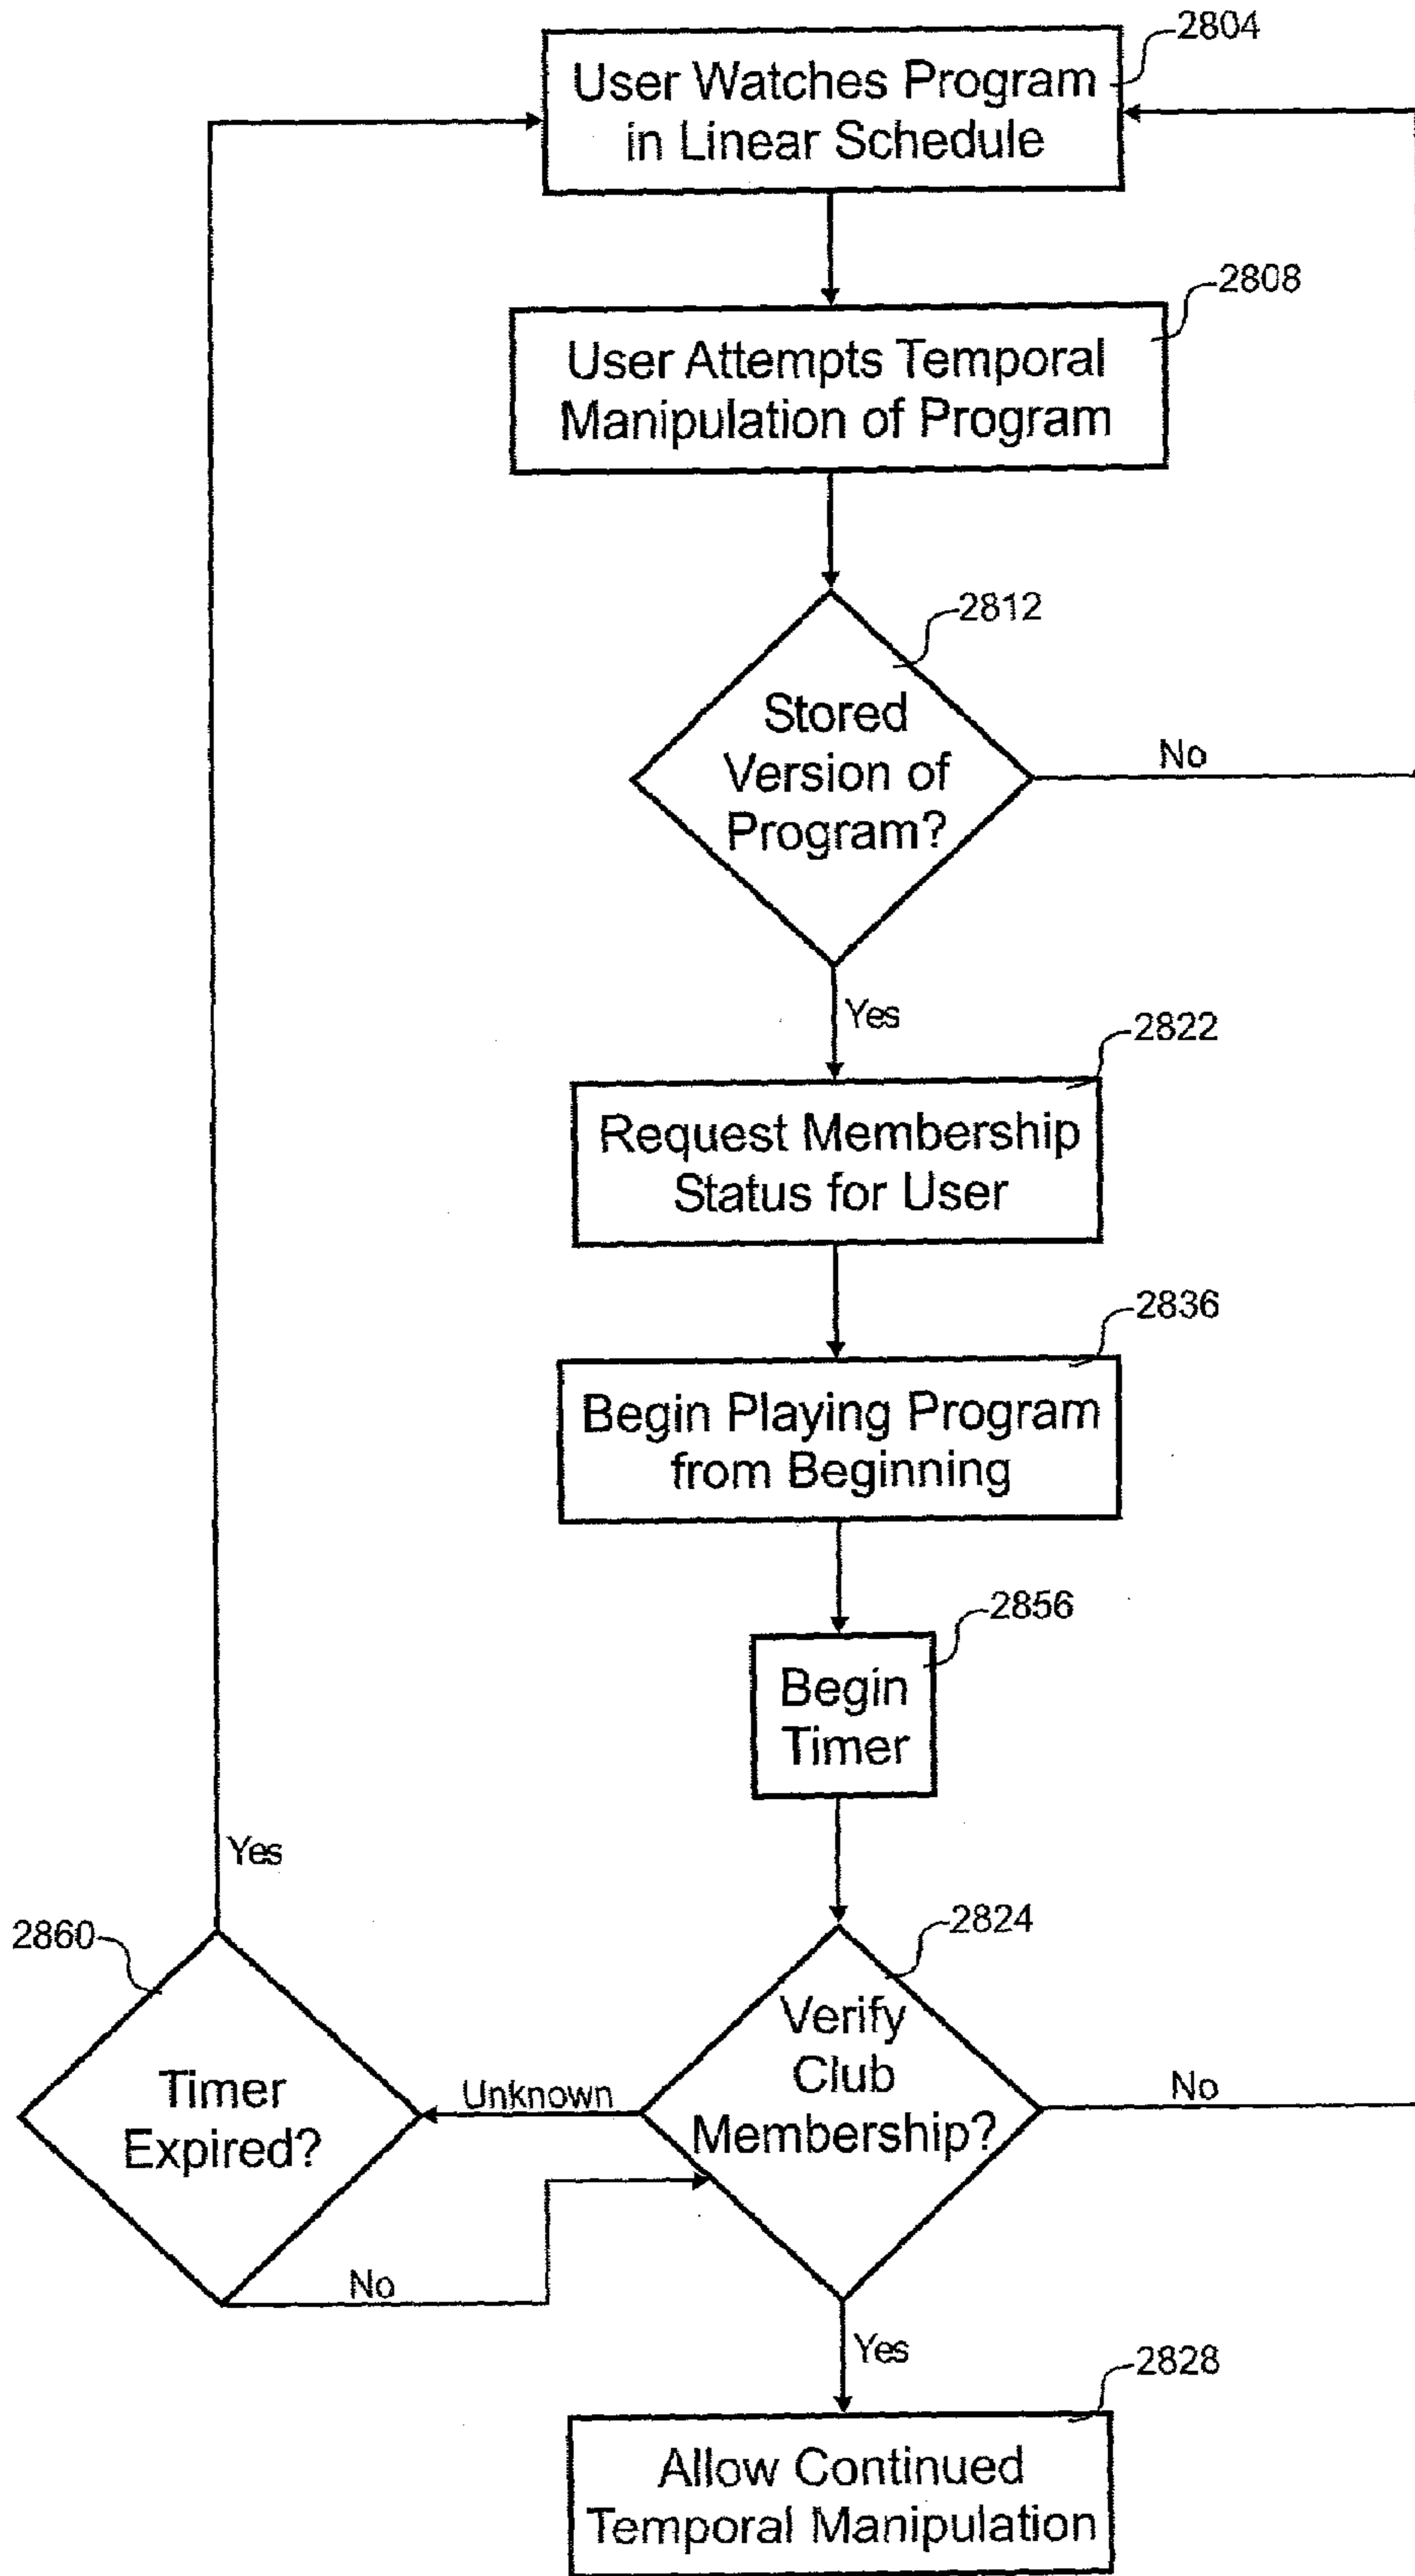 2804
User Watches Program
in Linear Schedule
2808
User Attempts Temporal
Manipulation of Program
2812
Stored
Version of
Program?
No
Yes
2822
Request Membership
Status for User
2836
Begin Playing Program
from Beginning
2856
Begin
Timer
Yes
2860
2824
Verify
Club
Membership?
Timer
Expired?
Unknown
No
No
Yes
2828
Allow Continued
Temporal Manipulation